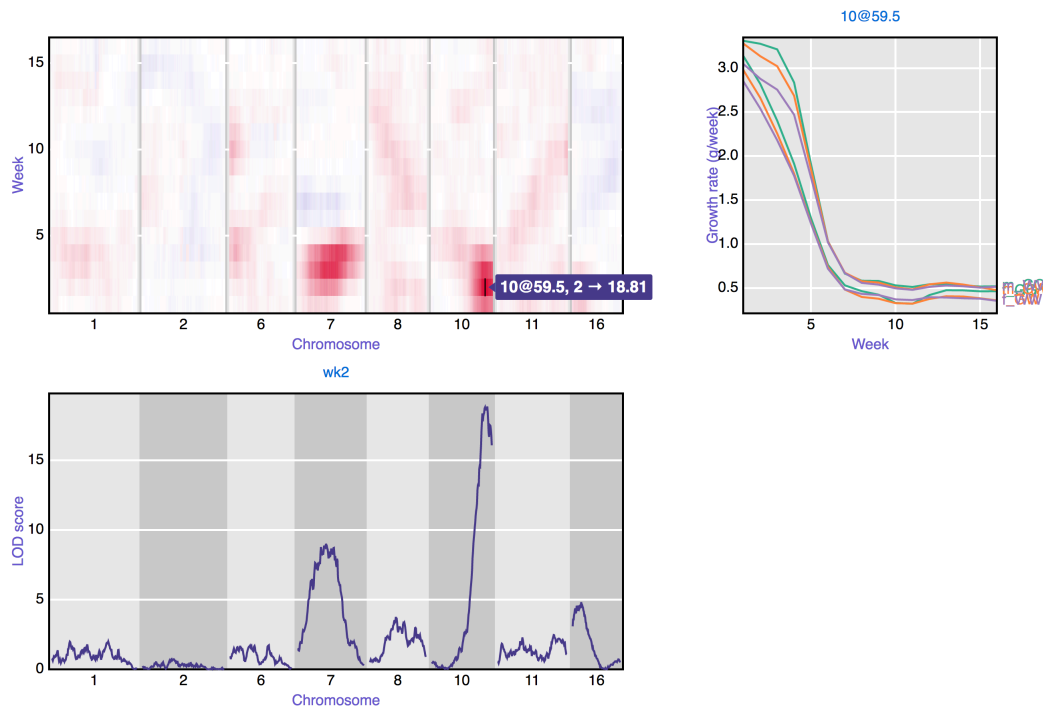 10@59.5
15
10
5
Week
10@59.5, 2 → 18.81
1 2 6 7 8 10 11 16
Chromosome
3.0
2.5
2.0
1.5
1.0
0.5
Growth rate (g/week)
5 10 15
Week
wk2
15
10
5
0
LOD score
1 2 6 7 8 10 11 16
Chromosome